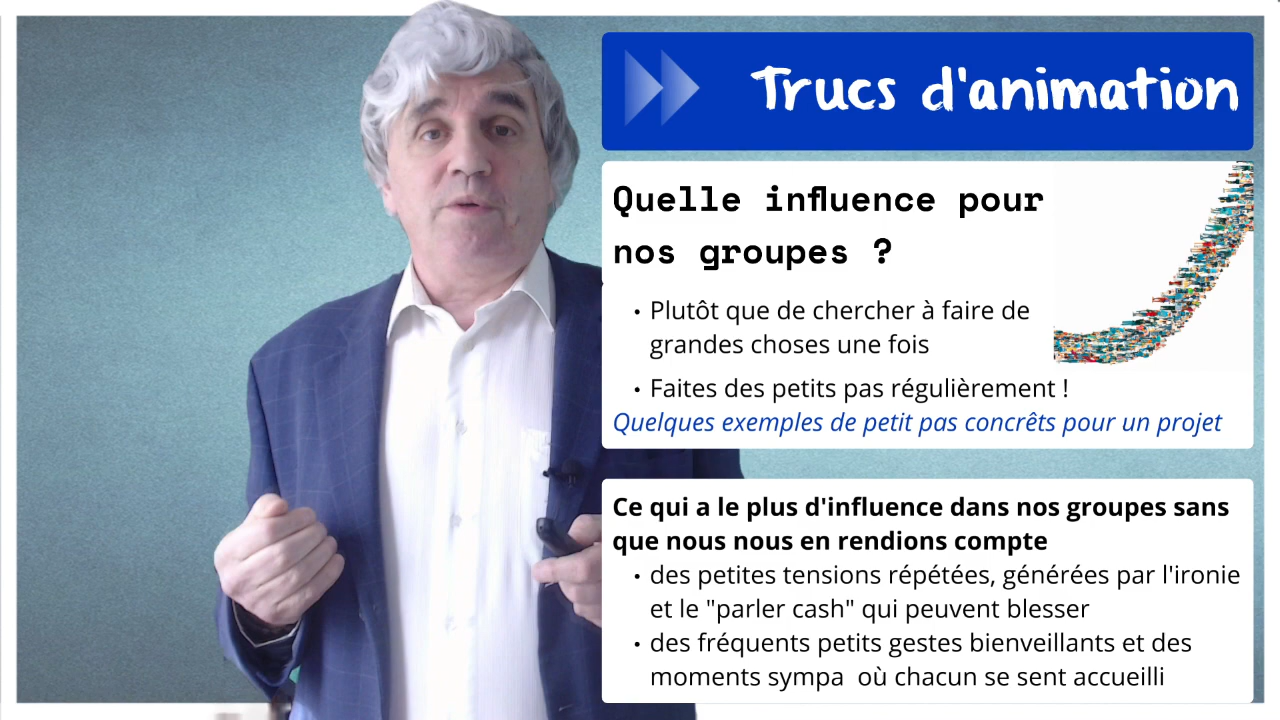 Trucs d'animation
Quelle influence pour
nos groupes ?
• Plutôt que de chercher à faire de
grandes choses une fois
• Faites des petits pas régulièrement !
Quelques exemples de petit pas concrêts pour un projet
Ce qui a le plus d'influence dans nos groupes sans
que nous nous en rendions compte
• des petites tensions répétées, générées par l'ironie
et le "parler cash" qui peuvent blesser
• des fréquents petits gestes bienveillants et des
moments sympa  où chacun se sent accueilli